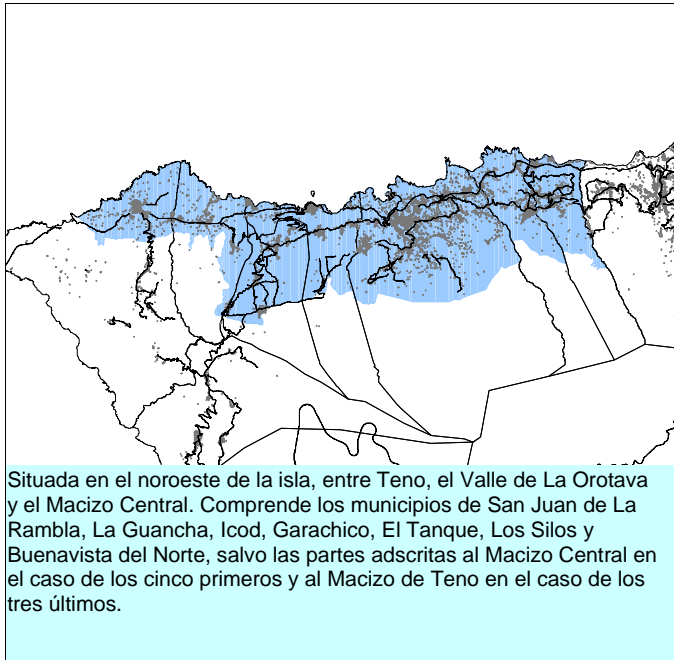 Situada en el noroeste de la isla, entre Teno, el Valle de La Orotava
y el Macizo Central. Comprende los municipios de San Juan de La
Rambla, La Guancha, Icod, Garachico, El Tanque, Los Silos y
Buenavista del Norte, salvo las partes adscritas al Macizo Central en
el caso de los cinco primeros y al Macizo de Teno en el caso de los
tres últimos.